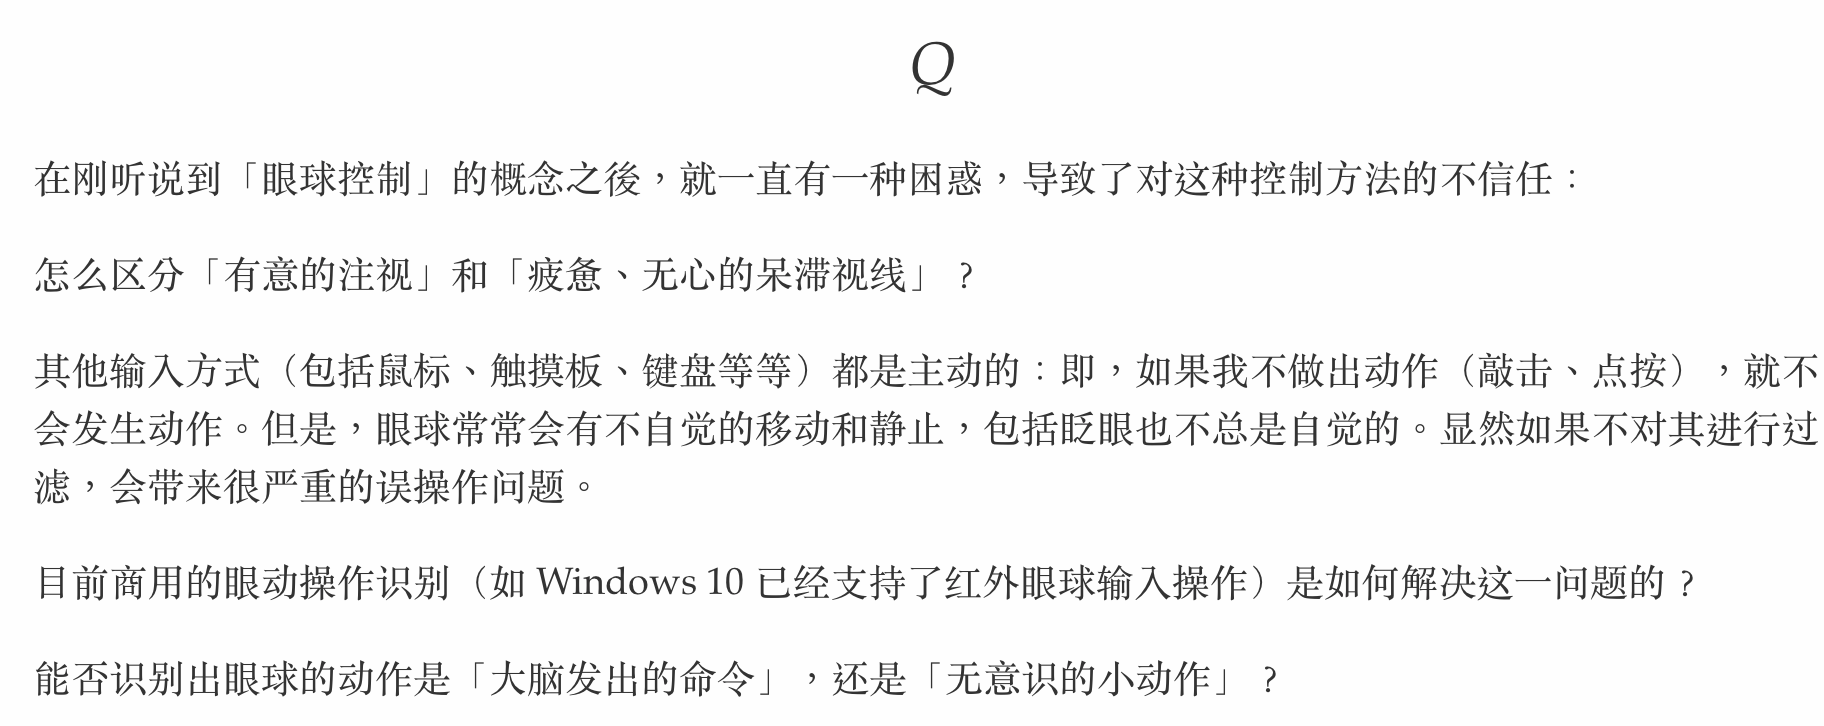 Q
在刚听说到「眼球控制」的概念之後，就一直有一种困惑，导致了对这种控制方法的不信任：
怎么区分「有意的注视」和「疲惫、无心的呆滞视线」？
其他输入方式（包括鼠标、触摸板、键盘等等）都是主动的：即，如果我不做出动作（敲击、点按），就不
会发生动作。但是，眼球常常会有不自觉的移动和静止，包括眨眼也不总是自觉的。显然如果不对其进行过
滤，会带来很严重的误操作问题。
目前商用的眼动操作识别（如 Windows 10 已经支持了红外眼球输入操作）是如何解决这一问题的？
能否识别出眼球的动作是「大脑发出的命令」，还是「无意识的小动作」？